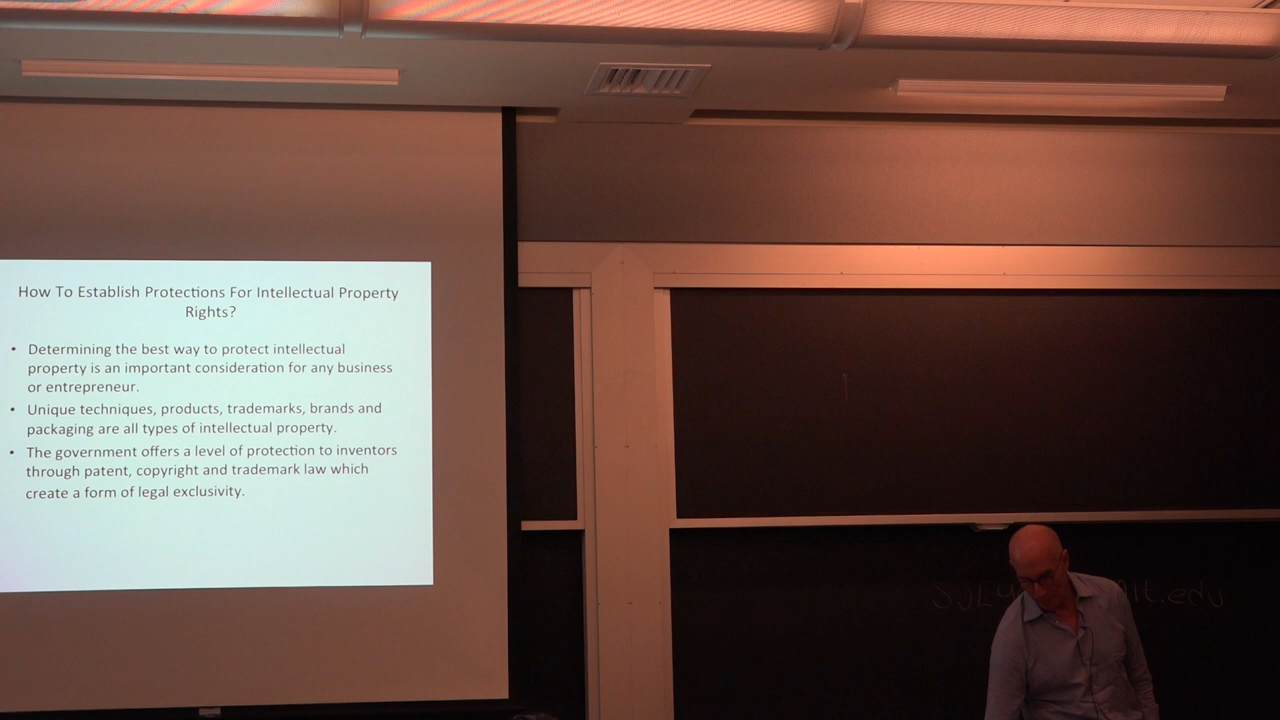 How To Establish Protections For Intellectual Property
Rights?
• Determining the best way to protect intellectual
property is an important consideration for any business
or entrepreneur.
• Unique techniques, products, trademarks, brands and
packaging are all types of intellectual property.
• The government offers a level of protection to inventors
through patent, copyright and trademark law which
create a form of legal exclusivity.